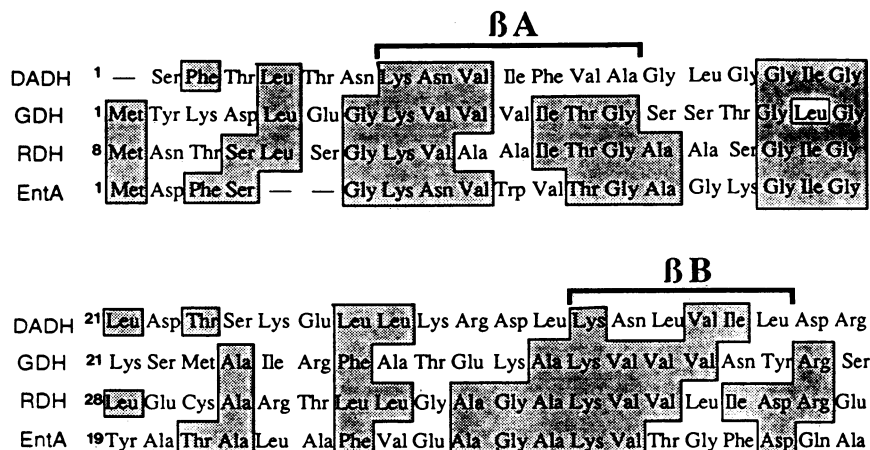 ßA
DADH 1 — Ser Phe Thr Leu Thr Asn Lys Asn Val Ile Phe Val Ala Gly Leu Gly Gly Ile Gly
GDH 1 Met Tyr Lys Asp Leu Glu Gly Lys Val Val Val Ile Thr Gly Ser Ser Thr Gly Leu Gly
RDH 8 Met Asn Thr Ser Leu Ser Gly Lys Val Ala Ala Ile Thr Gly Ala Ala Ser Gly Ile Gly
EntA 1 Met Asp Phe Ser — — Gly Lys Asn Val Trp Val Thr Gly Ala Gly Lys Gly Ile Gly
ßB
DADH 21 Leu Asp Thr Ser Lys Glu Leu Leu Lys Arg Asp Leu Lys Asn Leu Val Ile Leu Asp Arg
GDH 21 Lys Ser Met Ala Ile Arg Phe Ala Thr Glu Lys Ala Lys Val Val Val Asn Tyr Arg Ser
RDH 28 Leu Glu Cys Ala Arg Thr Leu Leu Gly Ala Gly Ala Lys Val Val Leu Ile Asp Arg Glu
EntA 19 Tyr Ala Thr Ala Leu Ala Phe Val Glu Ala Gly Ala Lys Val Thr Gly Phe Asp Gln Ala